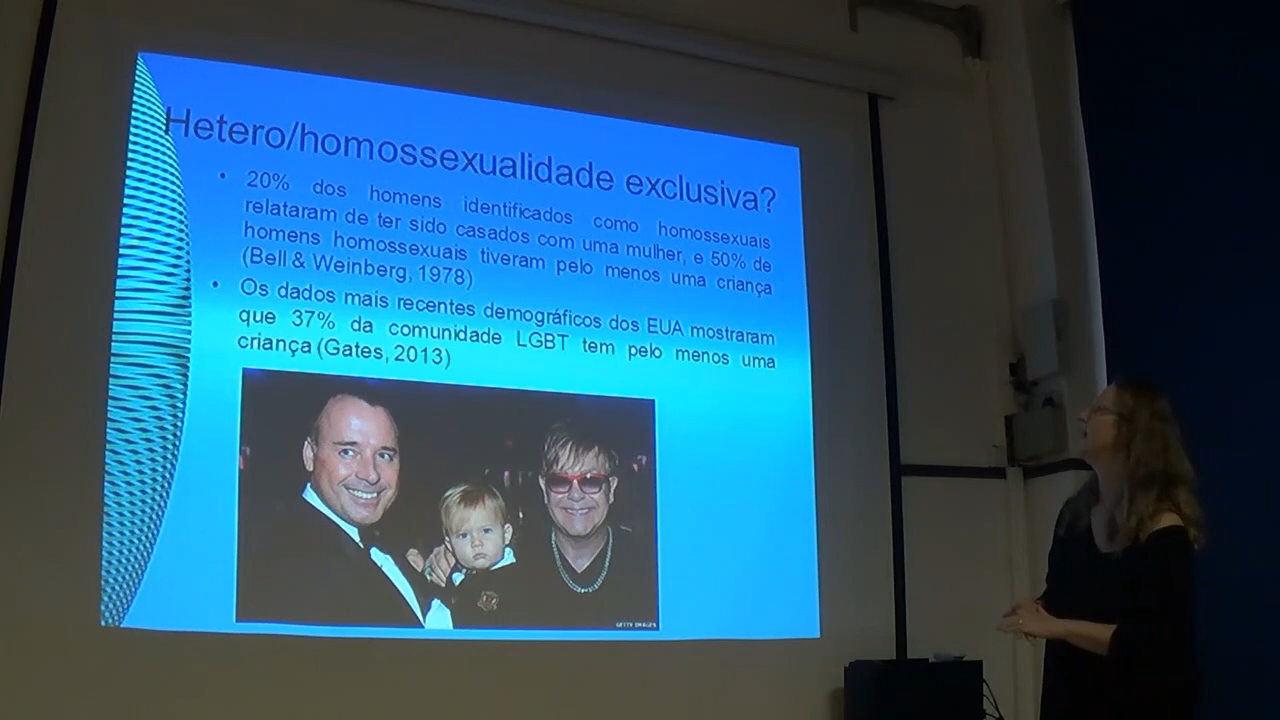 Hetero/homossexualidade exclusiva?
• 20% dos homens identificados como homossexuais
relataram de ter sido casados com uma mulher, e 50% de
homens homossexuais tiveram pelo menos uma criança
(Bell & Weinberg, 1978)
• Os dados mais recentes demográficos dos EUA mostraram
que 37% da comunidade LGBT tem pelo menos uma
criança (Gates, 2013)
GETTY IMAGES